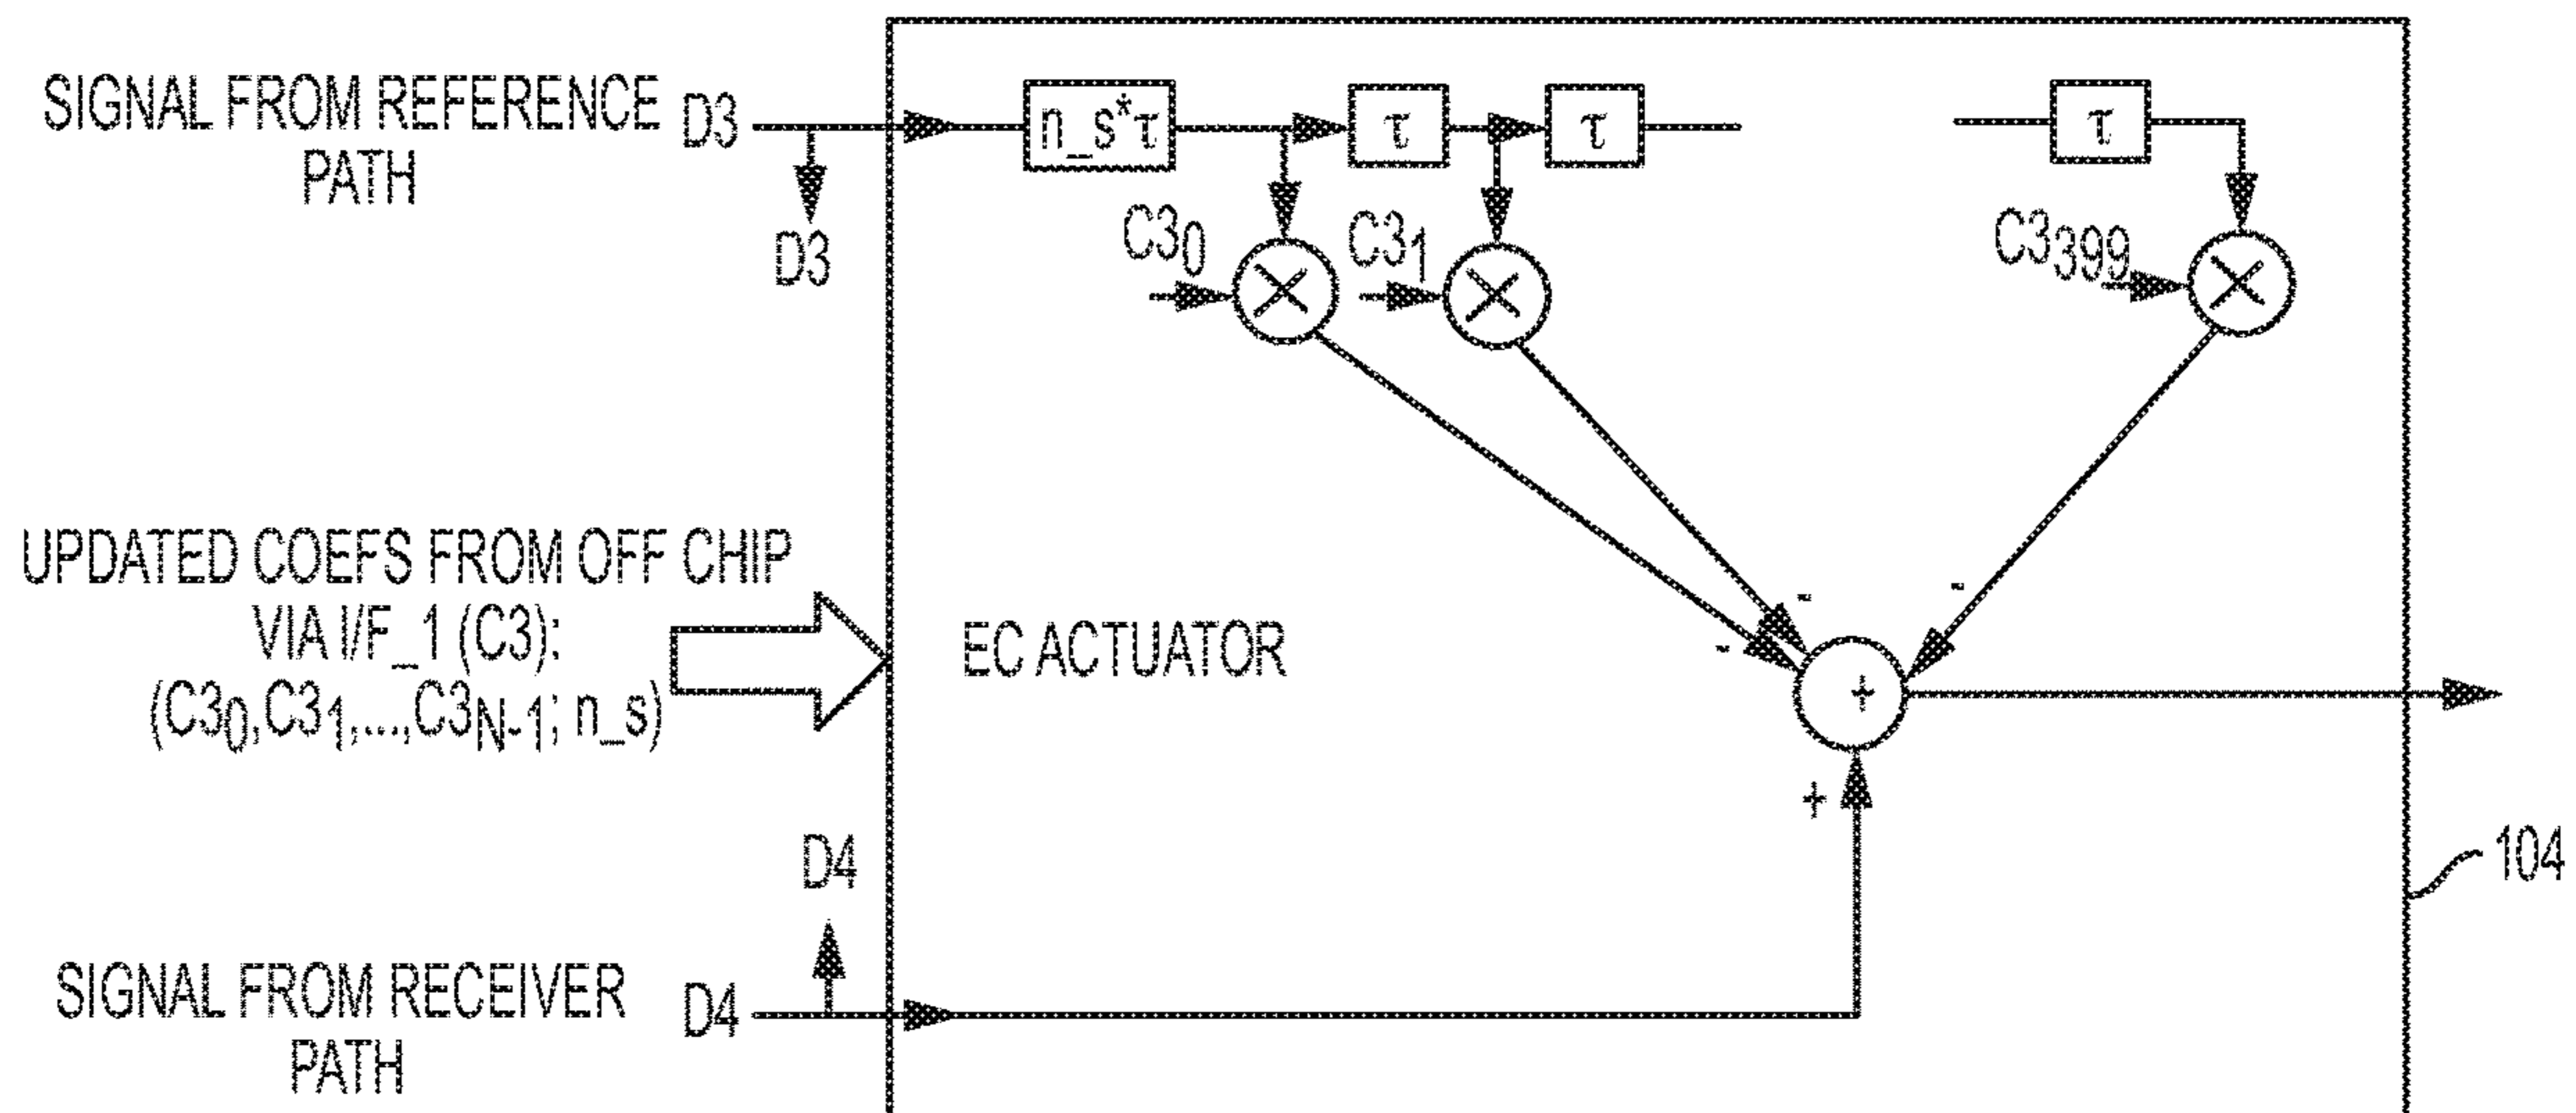 SIGNAL FROM REFERENCE
PATH
D3
D3
n_s*τ
τ
τ
τ
C3₀
C3₁
C3₃₉₉
×
×
×
UPDATED COEFS FROM OFF CHIP
VIA I/F_1 (C3):
(C3₀,C3₁,...,C3N-1; n_s)
EC ACTUATOR
-
-
-
+
+
D4
SIGNAL FROM RECEIVER
PATH
D4
104